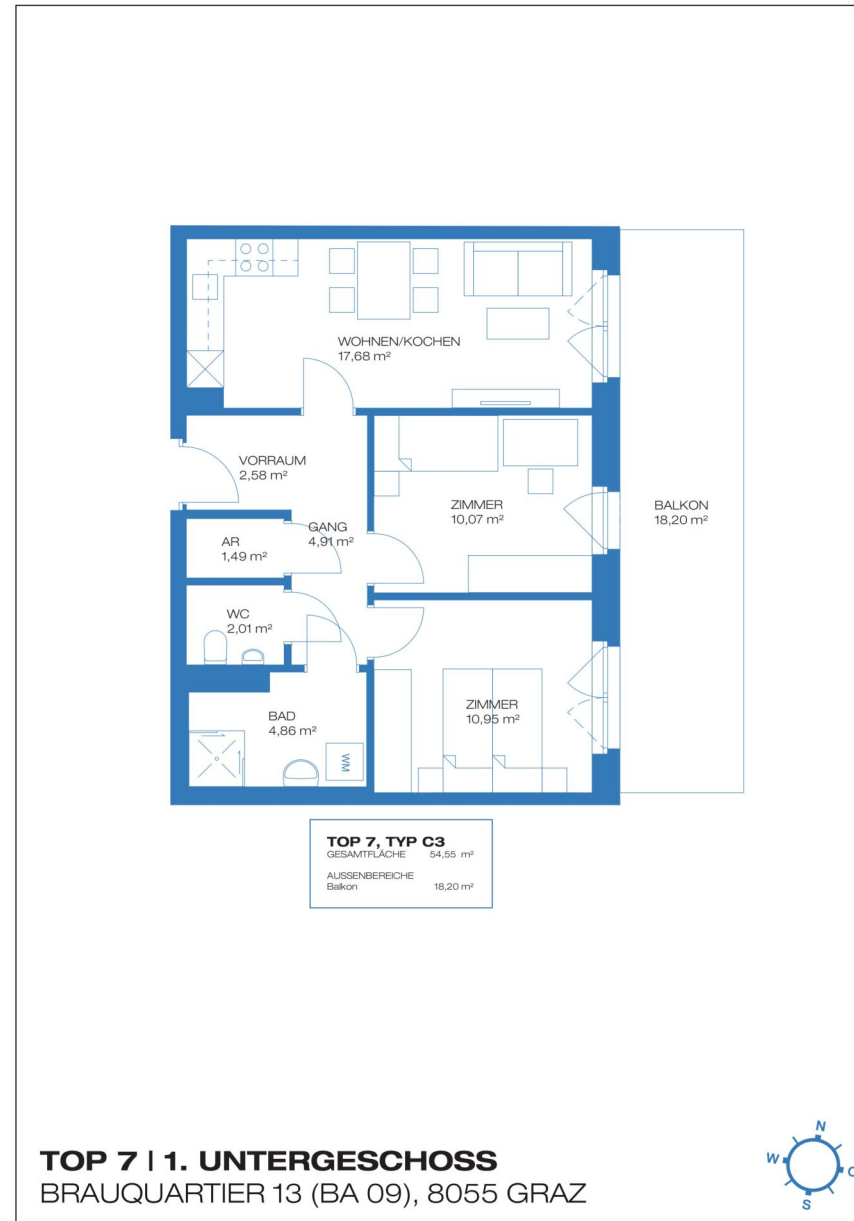 WOHNEN/KOCHEN
17,68 m²
VORRAUM
2,58 m²
ZIMMER
10,07 m²
BALKON
18,20 m²
GANG
4,91 m²
AR
1,49 m²
WC
2,01 m²
ZIMMER
10,95 m²
BAD
4,86 m²
WM
TOP 7, TYP C3
GESAMTFLÄCHE 54,55 m²
AUSSENBEREICHE
Balkon 18,20 m²
TOP 7 | 1. UNTERGESCHOSS
BRAUQUARTIER 13 (BA 09), 8055 GRAZ
N
W
O
S